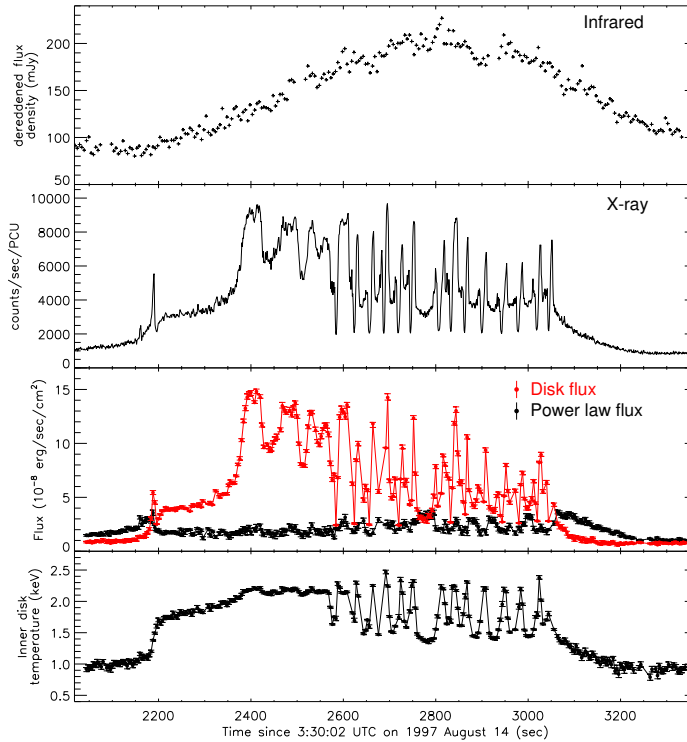 Infrared
200
150
100
50
dereddened flux
density (mJy)
X-ray
10000
8000
6000
4000
2000
0
counts/sec/PCU
Disk flux
Power law flux
15
10
5
0
Flux (10⁻⁸ erg/sec/cm²)
2.5
2.0
1.5
1.0
0.5
Inner disk
temperature (keV)
2200 2400 2600 2800 3000 3200
Time since 3:30:02 UTC on 1997 August 14 (sec)